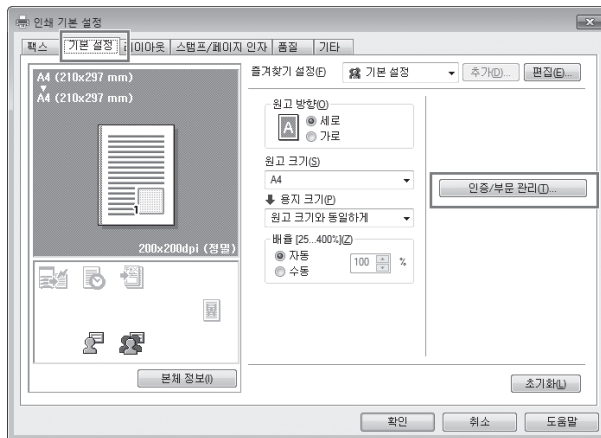 인쇄 기본 설정
팩스 기본 설정 레이아웃 스탬프/페이지 인자 품질 기타
A4 (210x297 mm)
A4 (210x297 mm)
1
200x200dpi (정밀)
본체 정보(I)
즐겨찾기 설정(F) 기본 설정 추가(D)... 편집(E)...
원고 방향(O)
A
세로
가로
원고 크기(S)
A4
용지 크기(P)
원고 크기와 동일하게
배율 [25...400%](Z)
자동
수동
100 %
인증/부문 관리(T)...
초기화(L)
확인 취소 도움말